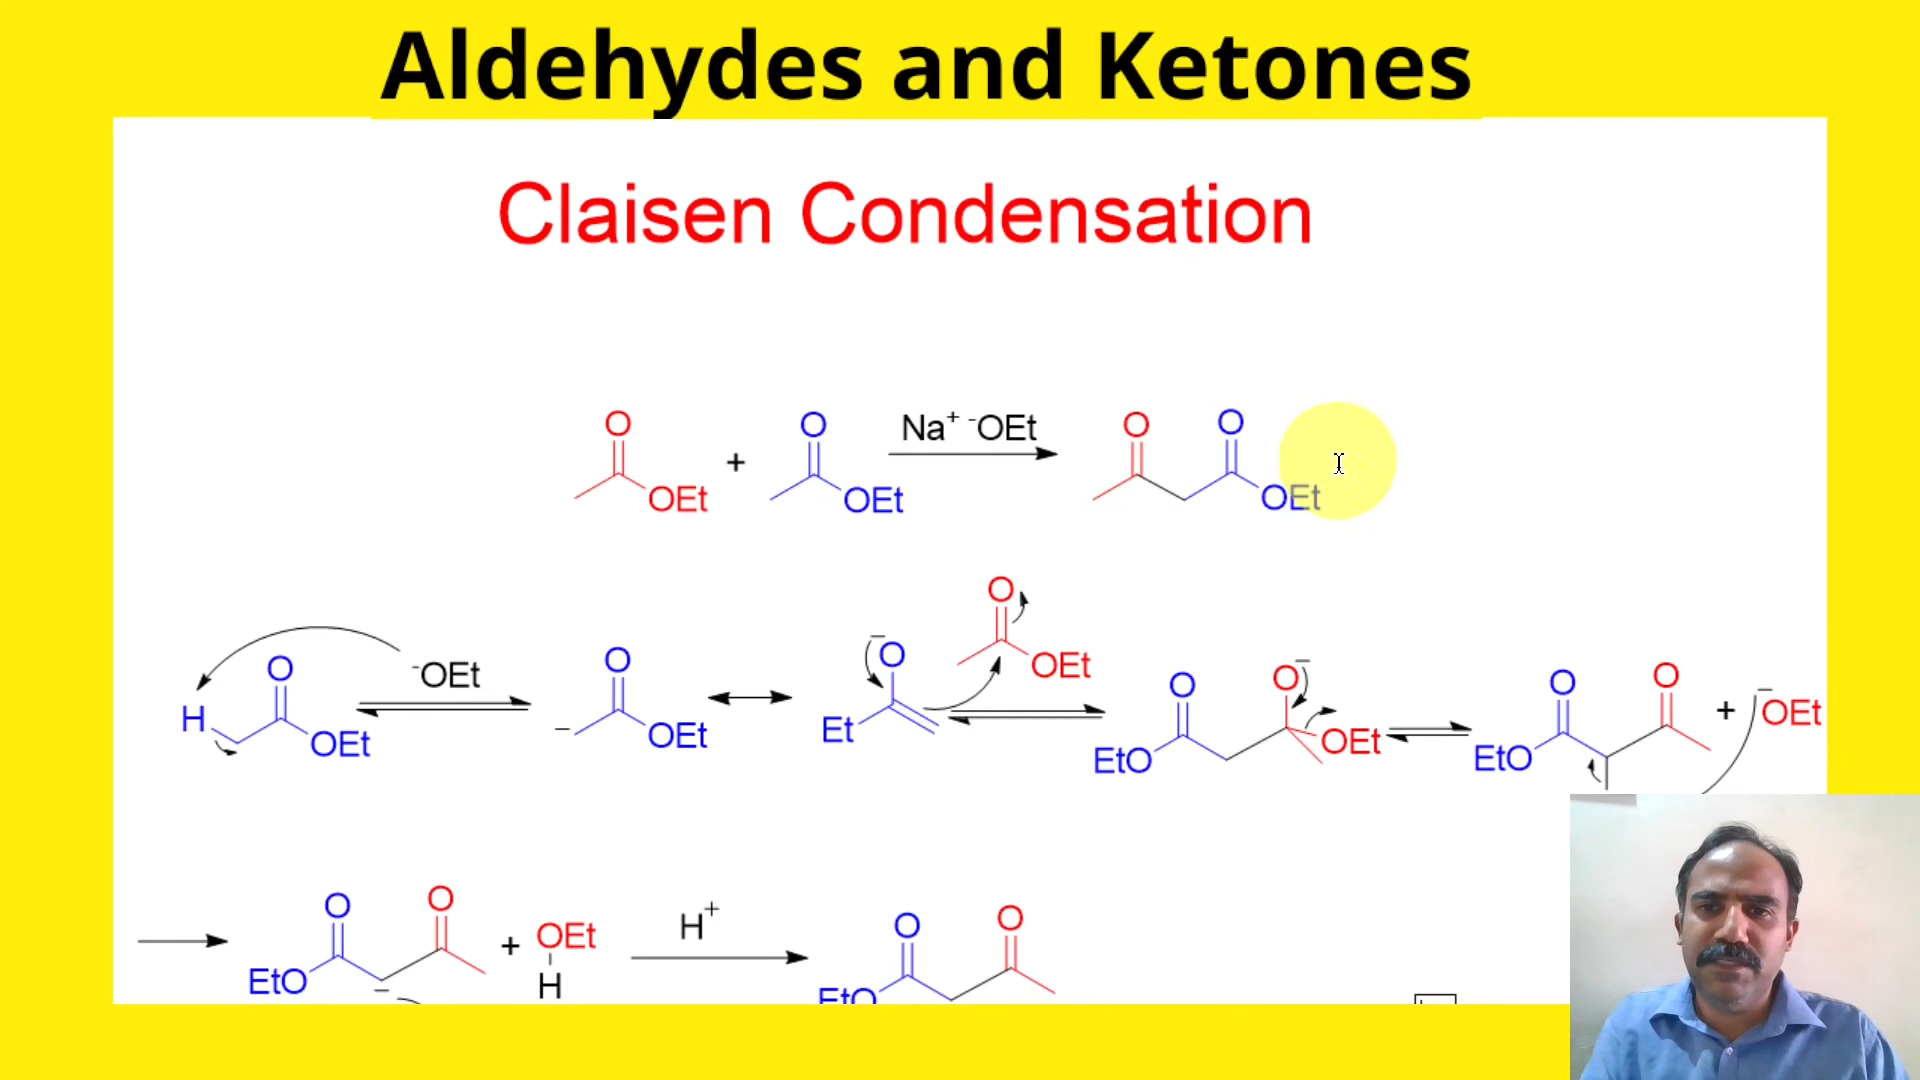 Aldehydes and Ketones
Claisen Condensation
O O Na⁺ ⁻OEt O O
OEt + OEt OEt
O
O ⁻OEt O ⁻O OEt O O⁻ O O + ⁻OEt
H OEt ⁻ OEt Et EtO OEt EtO
O O + OEt H⁺ O O
EtO ⁻ H EtO